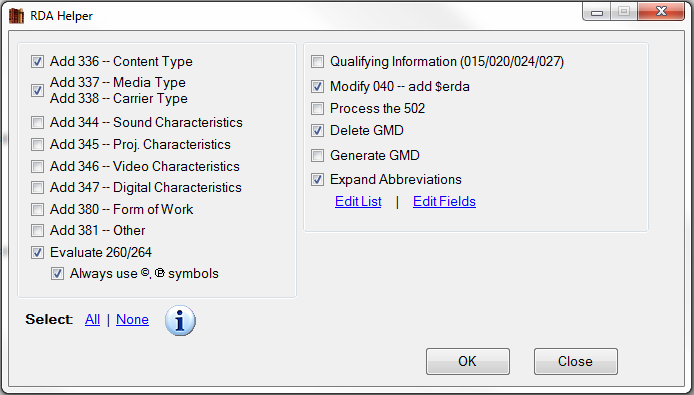 RDA Helper
Add 336 -- Content Type
Add 337 -- Media Type
Add 338 -- Carrier Type
Add 344 -- Sound Characteristics
Add 345 -- Proj. Characteristics
Add 346 -- Video Characteristics
Add 347 -- Digital Characteristics
Add 380 -- Form of Work
Add 381 -- Other
Evaluate 260/264
Always use ©, ℗ symbols
Qualifying Information (015/020/024/027)
Modify 040 -- add $erda
Process the 502
Delete GMD
Generate GMD
Expand Abbreviations
Edit List | Edit Fields
Select: All | None
OK Close